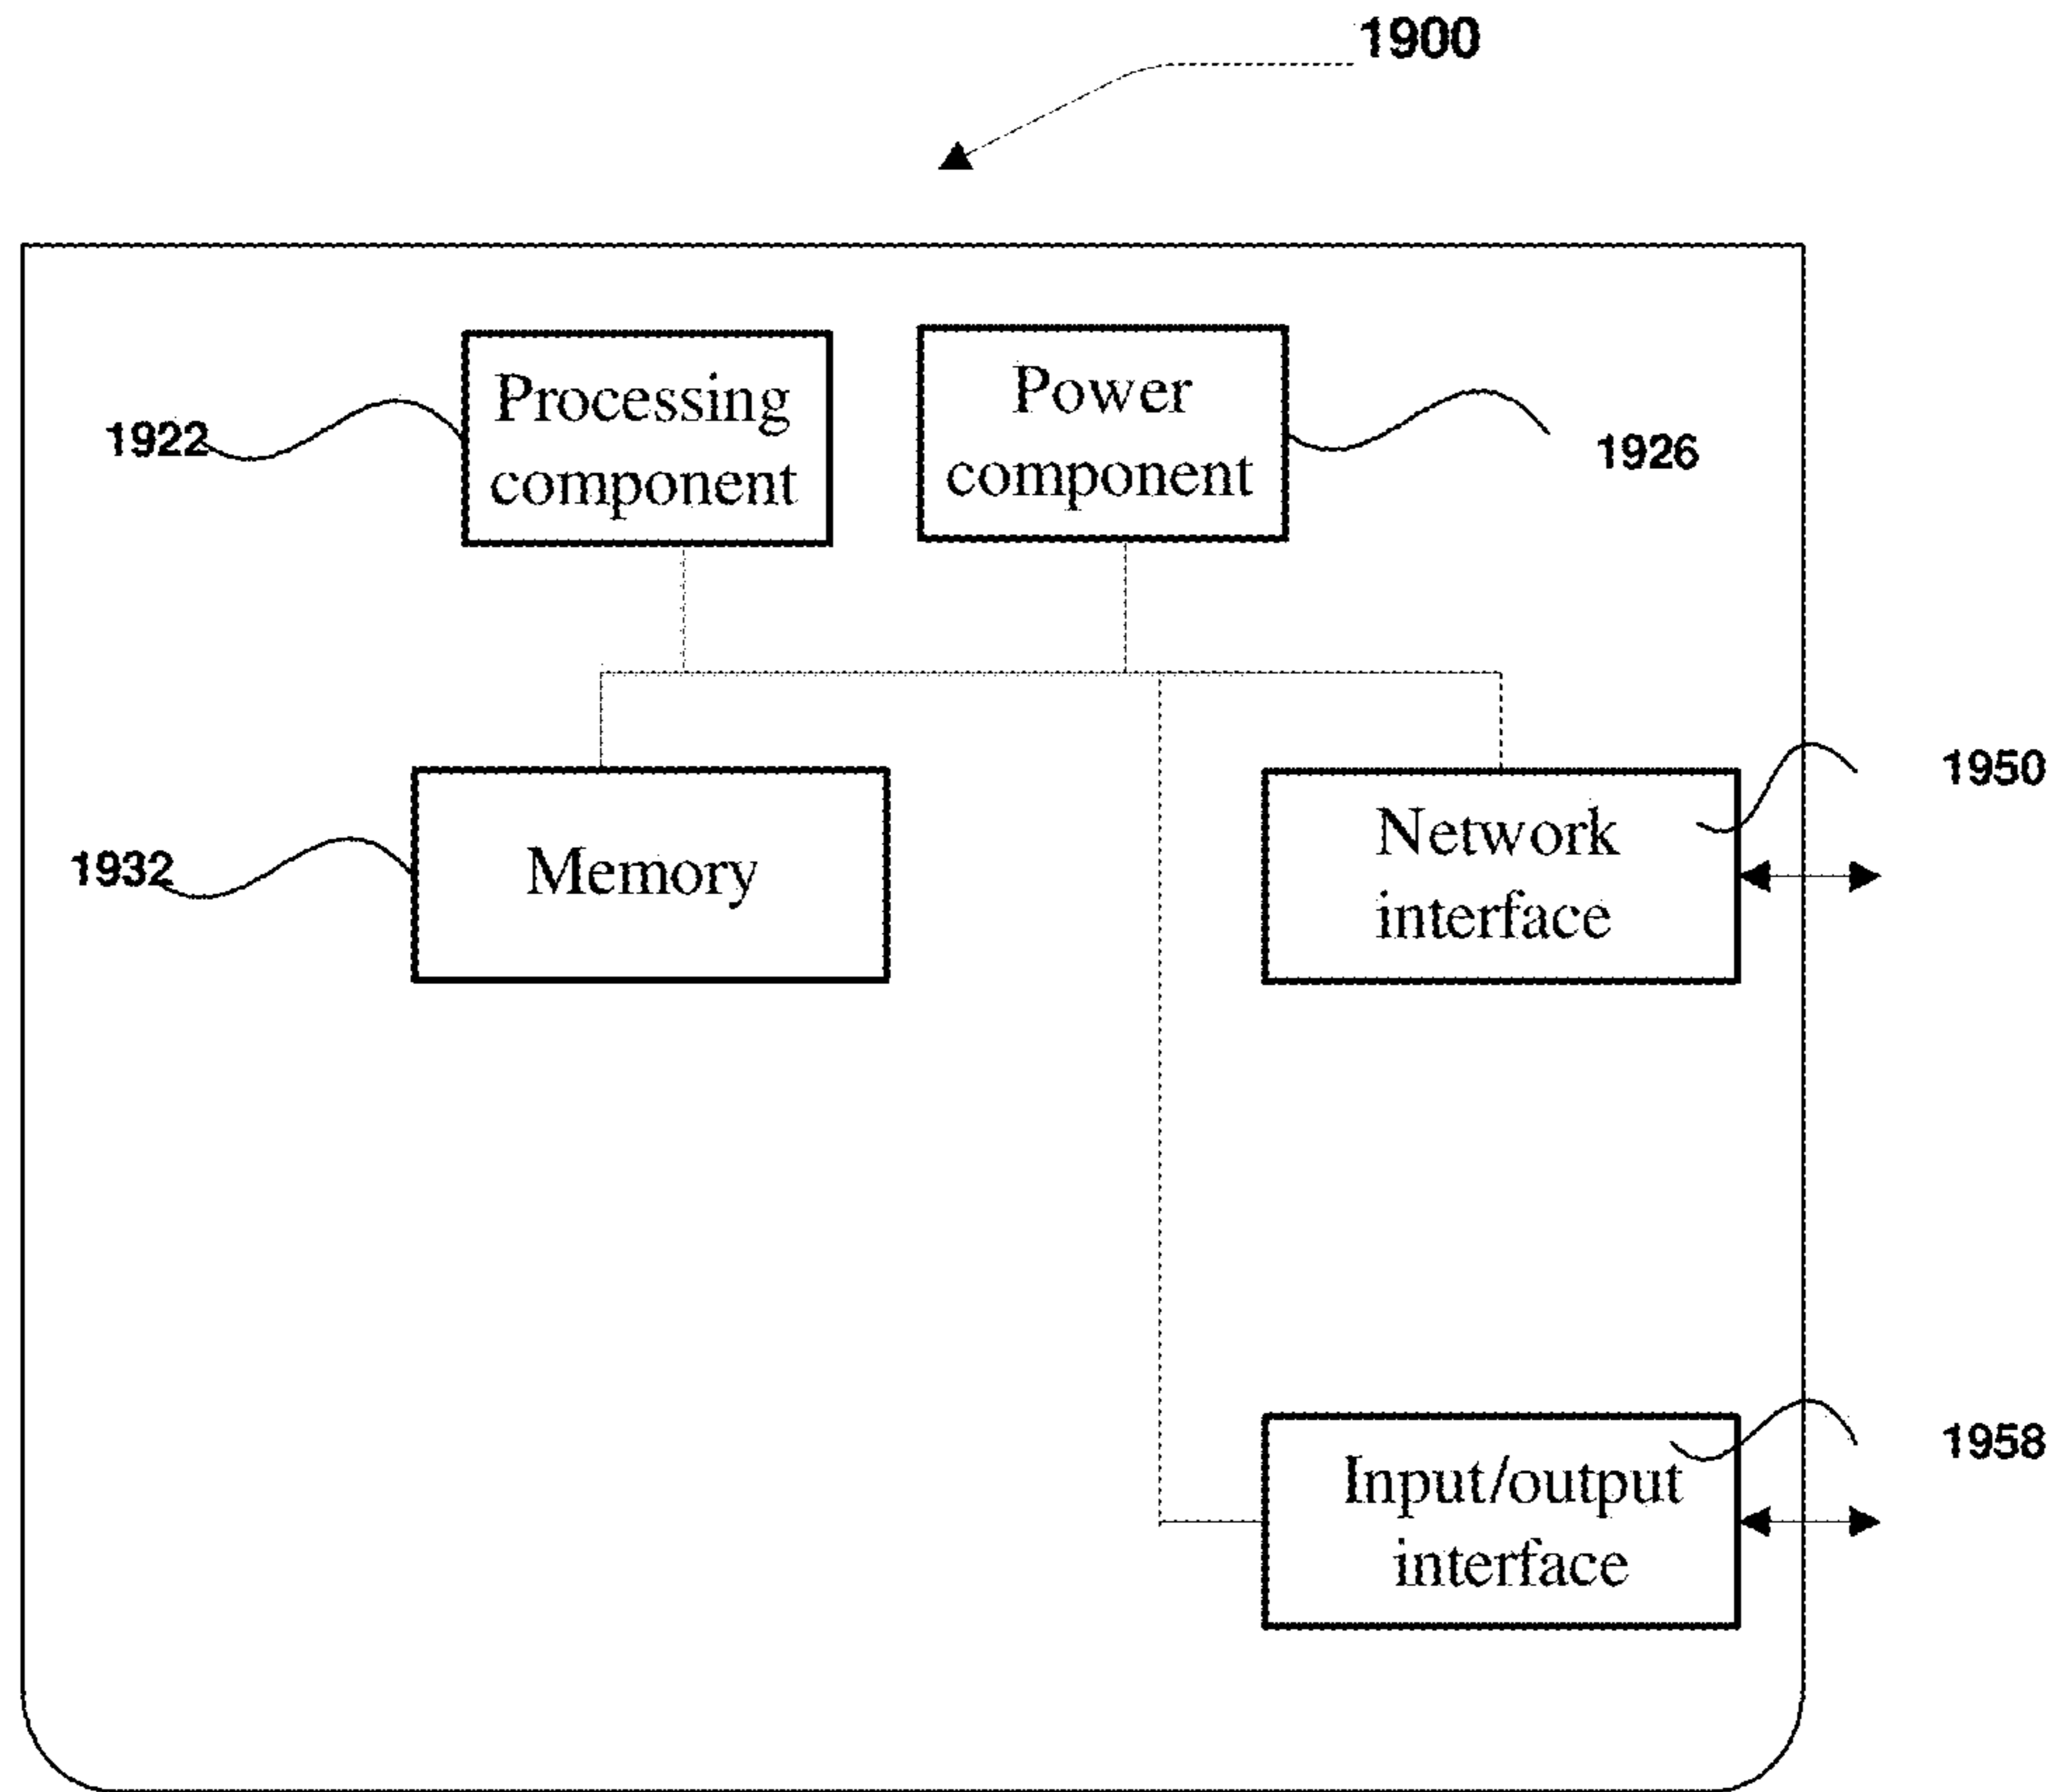 1900
Processing
component
Power
component
1922
1926
1932
Memory
Network
interface
1950
Input/output
interface
1958